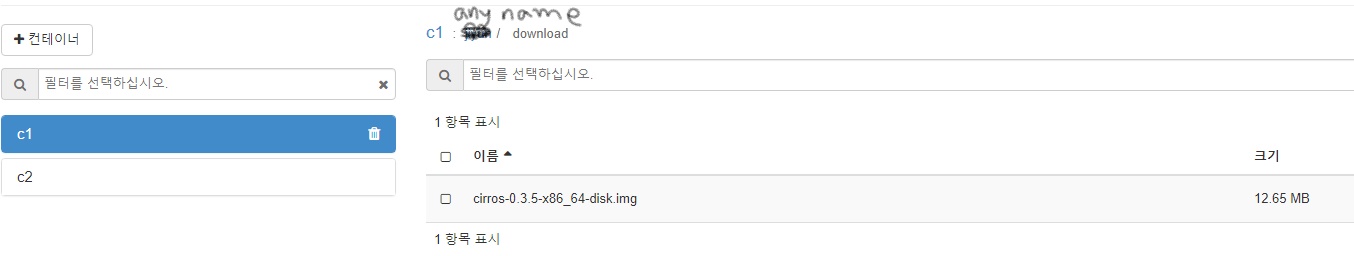 컨테이너
필터를 선택하십시오.
c1
c2
any name
c1 : / download
필터를 선택하십시오.
1 항목 표시
이름 크기
cirros-0.3.5-x86_64-disk.img 12.65 MB
1 항목 표시